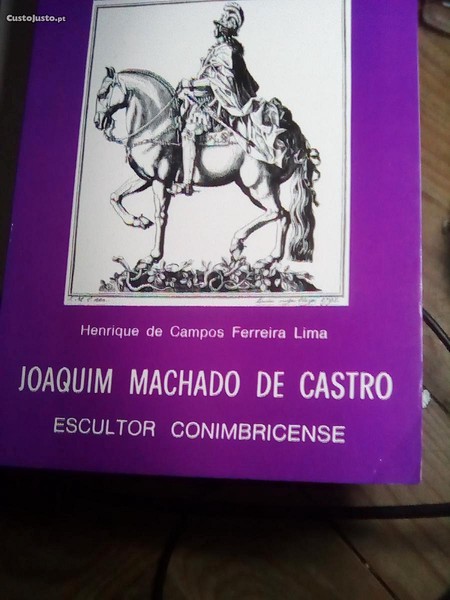 CustoJusto.pt
Henrique de Campos Ferreira Lima
JOAQUIM MACHADO DE CASTRO
ESCULTOR CONIMBRICENSE